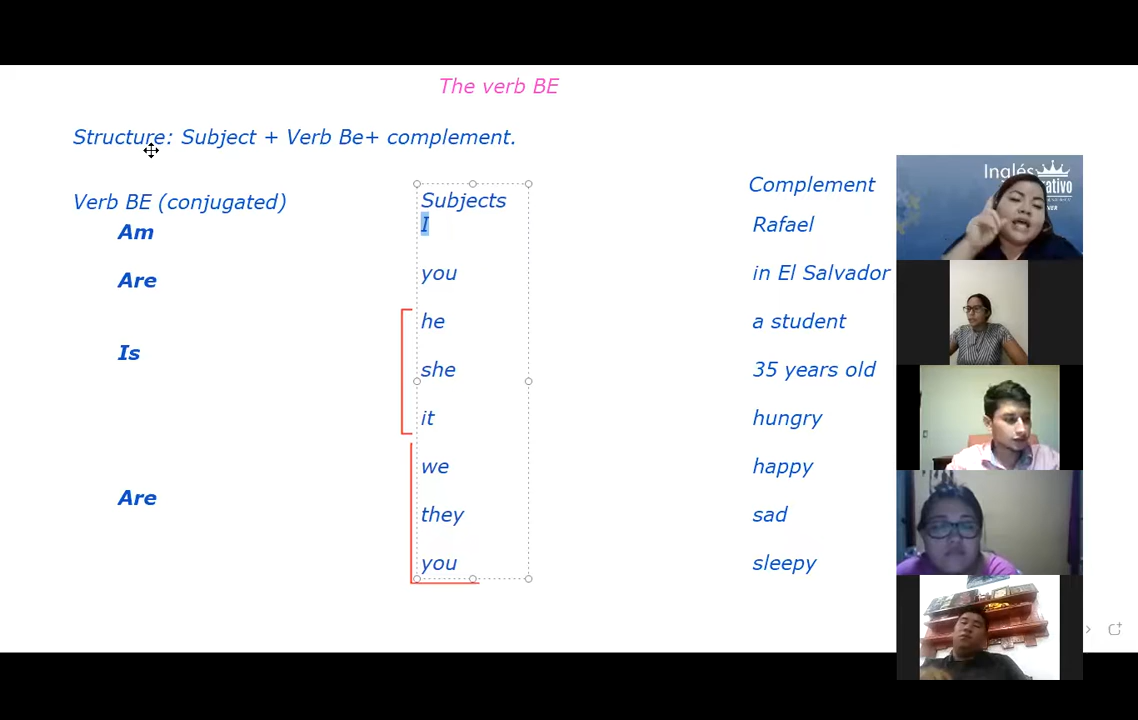 The verb BE
Structure: Subject + Verb Be+ complement.
Verb BE (conjugated)
Am
Are
Is
Are
Subjects
I
you
he
she
it
we
they
you
Complement
Rafael
in El Salvador
a student
35 years old
hungry
happy
sad
sleepy
Inglés